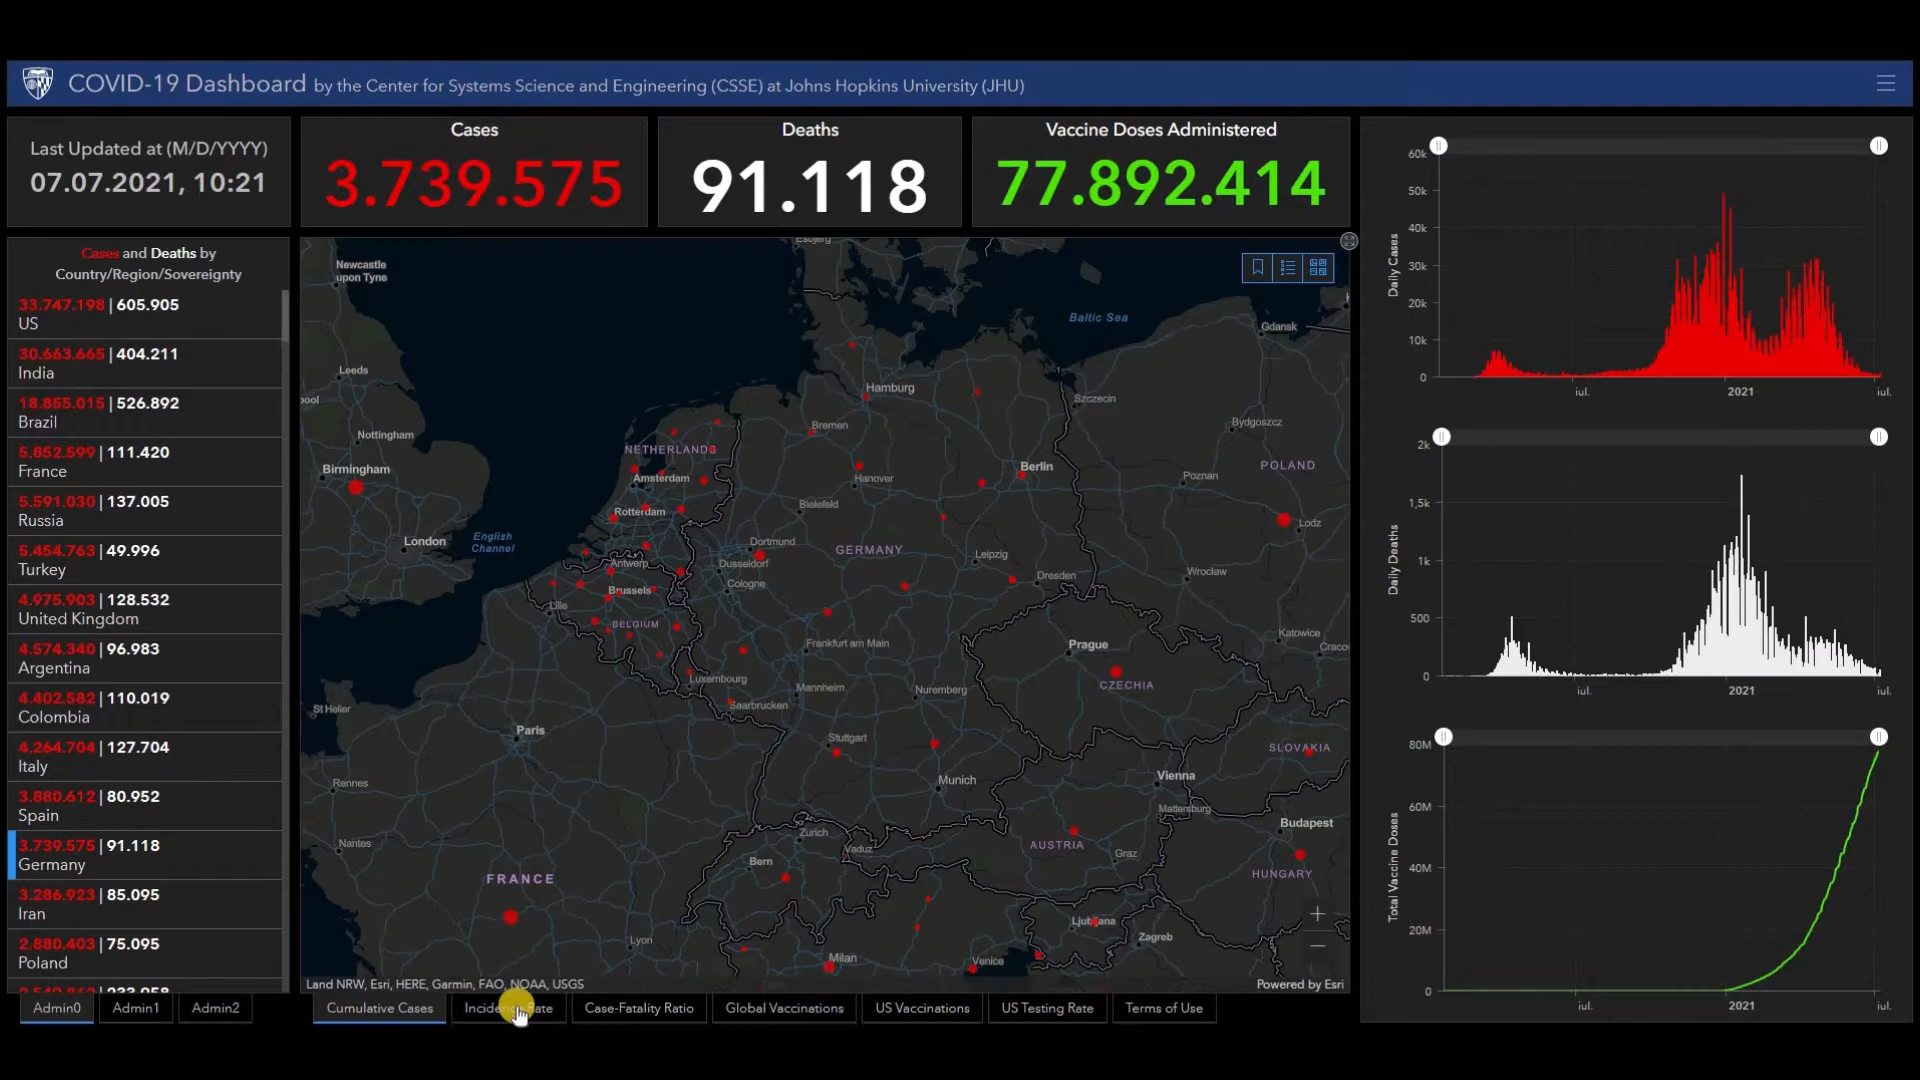 COVID-19 Dashboard by the Center for Systems Science and Engineering (CSSE) at Johns Hopkins University (JHU)
Last Updated at (M/D/YYYY)
07.07.2021, 10:21
Cases
3.739.575
Deaths
91.118
Vaccine Doses Administered
77.892.414
Cases and Deaths by
Country/Region/Sovereignty
33.747.198 | 605.905
US
30.663.665 | 404.211
India
18.855.015 | 526.892
Brazil
5.852.599 | 111.420
France
5.591.030 | 137.005
Russia
5.454.763 | 49.996
Turkey
4.975.903 | 128.532
United Kingdom
4.574.340 | 96.983
Argentina
4.402.582 | 110.019
Colombia
4.264.704 | 127.704
Italy
3.880.612 | 80.952
Spain
3.739.575 | 91.118
Germany
3.286.923 | 85.095
Iran
2.880.403 | 75.095
Poland
Admin0
Admin1
Admin2
Esbjerg
Newcastle
upon Tyne
Baltic Sea
Gdansk
Leeds
Hamburg
Szczecin
Bremen
Bydgoszcz
Nottingham
NETHERLANDS
Birmingham
Amsterdam
Berlin
POLAND
Hanover
Poznan
Bielefeld
Rotterdam
Lodz
London
English
Channel
Dortmund
GERMANY
Leipzig
Antwerp
Dusseldorf
Dresden
Wroclaw
Cologne
Brussels
Lille
BELGIUM
Katowice
Prague
Frankfurt am Main
Luxembourg
CZECHIA
Mannheim
Nuremberg
Saarbrucken
St Helier
Paris
Stuttgart
SLOVAKIA
Vienna
Munich
Rennes
Mattersburg
Budapest
Zurich
Nantes
Vaduz
AUSTRIA
Graz
Bern
HUNGARY
FRANCE
Ljubljana
Zagreb
Lyon
Milan
Venice
Land NRW, Esri, HERE, Garmin, FAO, NOAA, USGS
Powered by Esri
Cumulative Cases
Incidence Rate
Case-Fatality Ratio
Global Vaccinations
US Vaccinations
US Testing Rate
Terms of Use
Daily Cases
60k
50k
40k
30k
20k
10k
0
iul.
2021
iul.
Daily Deaths
2k
1,5k
1k
500
0
iul.
2021
iul.
Total Vaccine Doses
80M
60M
40M
20M
0
iul.
2021
iul.